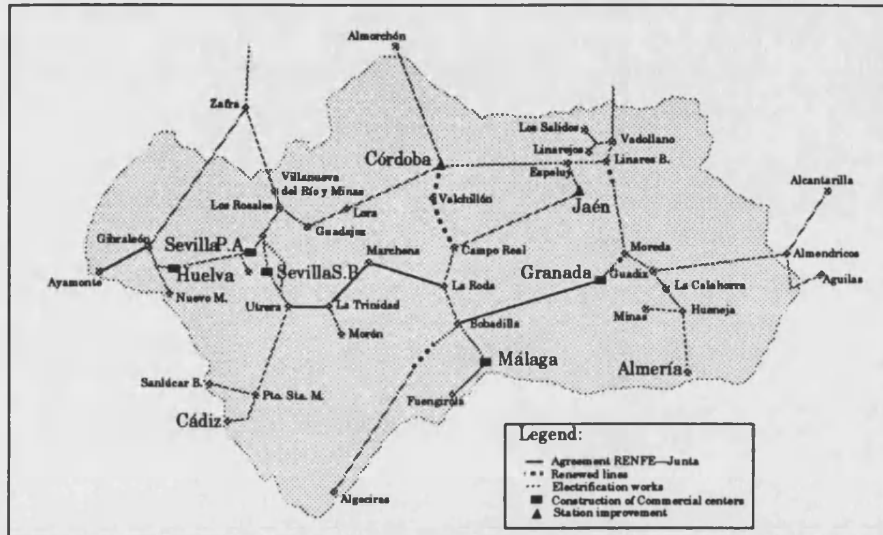 Almorchón
Zafra
Los Salidos
Vadollano
Linarejos
Linares B.
Córdoba
Espeluy
Villanueva
del Río y Minas
Alcantarilla
Los Rosales
Lora
Valchillón
Jaén
Guadajoz
Gibraleón
Sevilla P.A
Marchena
Campo Real
Moreda
Almendricos
Huelva
Sevilla S.B
Granada
Guadix
Ayamonte
La Calahorra
Aguilas
Nuevo M.
La Roda
Utrera
La Trinidad
Minas
Hueneja
Bobadilla
Morón
Málaga
Almería
Sanlúcar B.
Pto. Sta. M.
Fuengirola
Cádiz
Algeciras
Legend:
Agreement RENFE—Junta
Renewed lines
Electrification works
Construction of Commercial centers
Station improvement